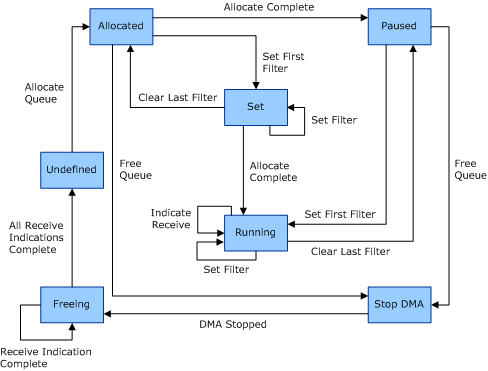 Allocate Complete
Allocated
Paused
Set First
Filter
Allocate
Queue
Clear Last Filter
Set
Set Filter
Undefined
Free
Queue
Allocate
Complete
Free
Queue
Indicate
Receive
Set First Filter
All Receive
Indications
Complete
Running
Clear Last Filter
Set Filter
Freeing
Stop DMA
DMA Stopped
Receive Indication
Complete